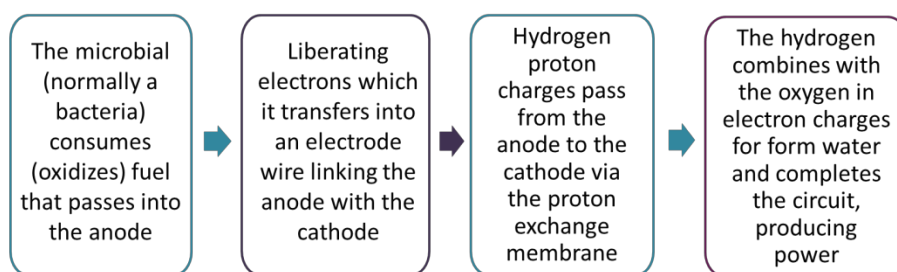 The microbial
(normally a
bacteria)
consumes
(oxidizes) fuel
that passes into
the anode
Liberating
electrons which
it transfers into
an electrode
wire linking the
anode with the
cathode
Hydrogen
proton
charges pass
from the
anode to the
cathode via
the proton
exchange
membrane
The hydrogen
combines with
the oxygen in
electron charges
for form water
and completes
the circuit,
producing
power